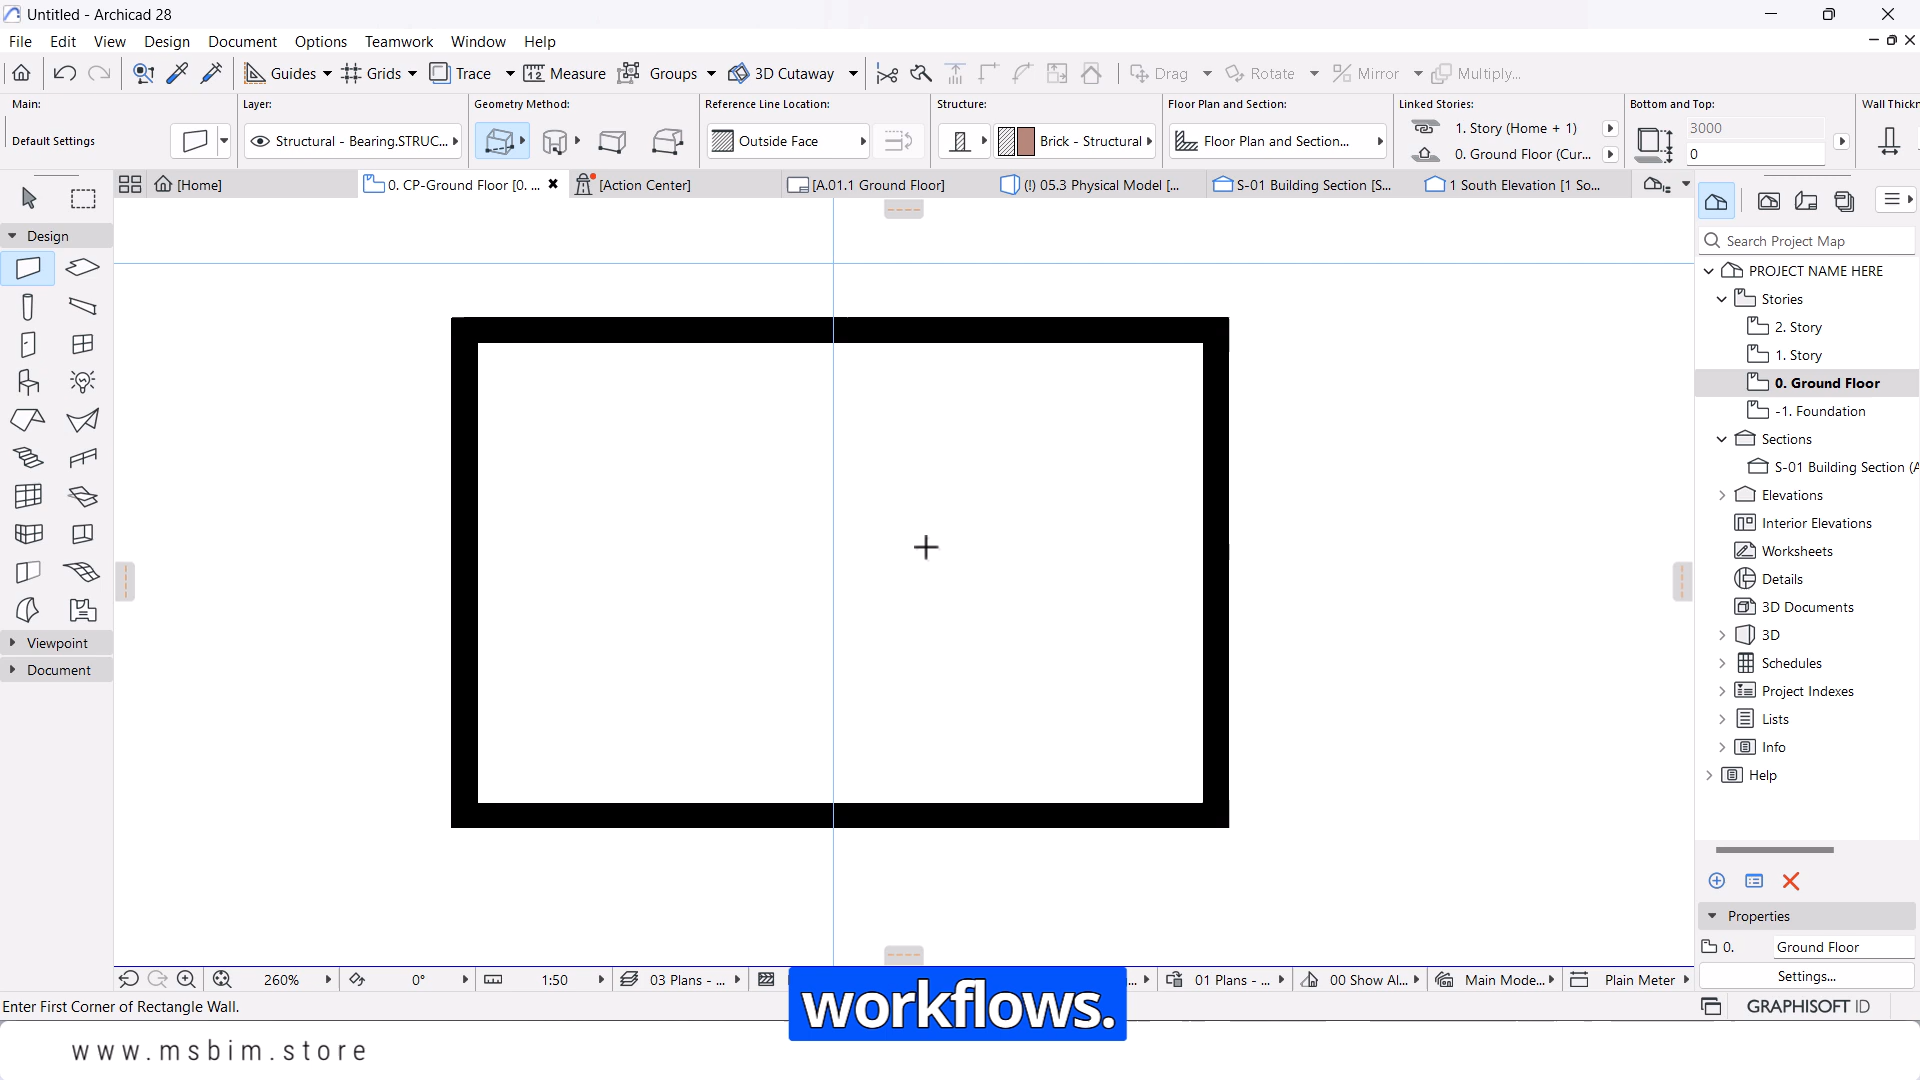 Untitled - Archicad 28
File Edit View Design Document Options Teamwork Window Help
Guides Grids Trace Measure Groups 3D Cutaway Drag Rotate Mirror Multiply...
Main: Layer: Geometry Method: Reference Line Location: Structure: Floor Plan and Section: Linked Stories: Bottom and Top: Wall Thickn
Default Settings Structural - Bearing.STRUC... Outside Face Brick - Structural Floor Plan and Section... 1. Story (Home + 1) 3000
0. Ground Floor (Cur... 0
[Home] 0. CP-Ground Floor [0. ... [Action Center] [A.01.1 Ground Floor] (!) 05.3 Physical Model [... S-01 Building Section [S... 1 South Elevation [1 So...
Design
Viewpoint
Document
Search Project Map
PROJECT NAME HERE
Stories
2. Story
1. Story
0. Ground Floor
-1. Foundation
Sections
S-01 Building Section (A
Elevations
Interior Elevations
Worksheets
Details
3D Documents
3D
Schedules
Project Indexes
Lists
Info
Help
Properties
0. Ground Floor
Settings...
260% 0° 1:50 03 Plans - ... ... 01 Plans - ... 00 Show Al... Main Mode... Plain Meter
Enter First Corner of Rectangle Wall.
GRAPHISOFT ID
workflows.
www.msbim.store